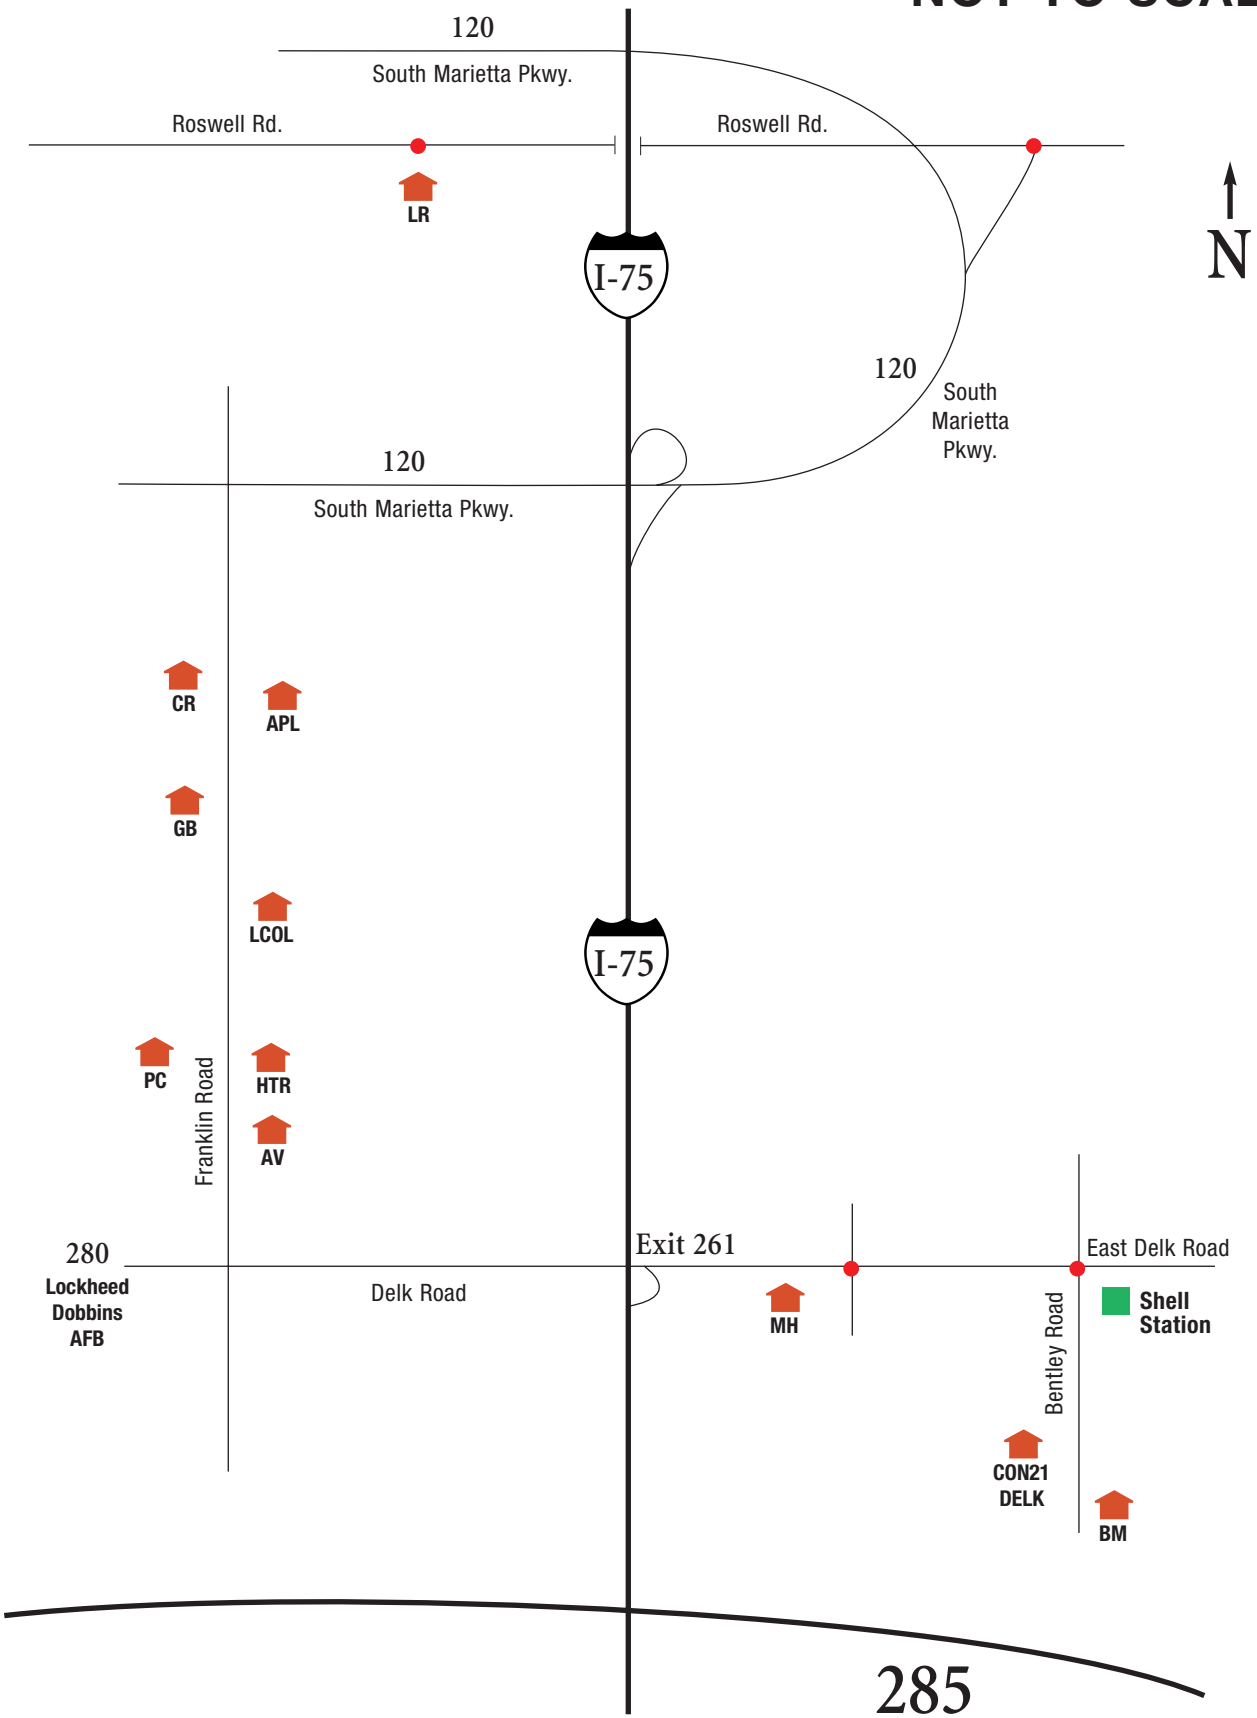 120
South Marietta Pkwy.
Roswell Rd.
Roswell Rd.
LR
N
I-75
120
South
Marietta
Pkwy.
120
South Marietta Pkwy.
CR
APL
GB
LCOL
I-75
PC
HTR
Franklin Road
AV
280
Lockheed
Dobbins
AFB
Delk Road
Exit 261
East Delk Road
MH
Shell
Station
Bentley Road
CON21
DELK
BM
285